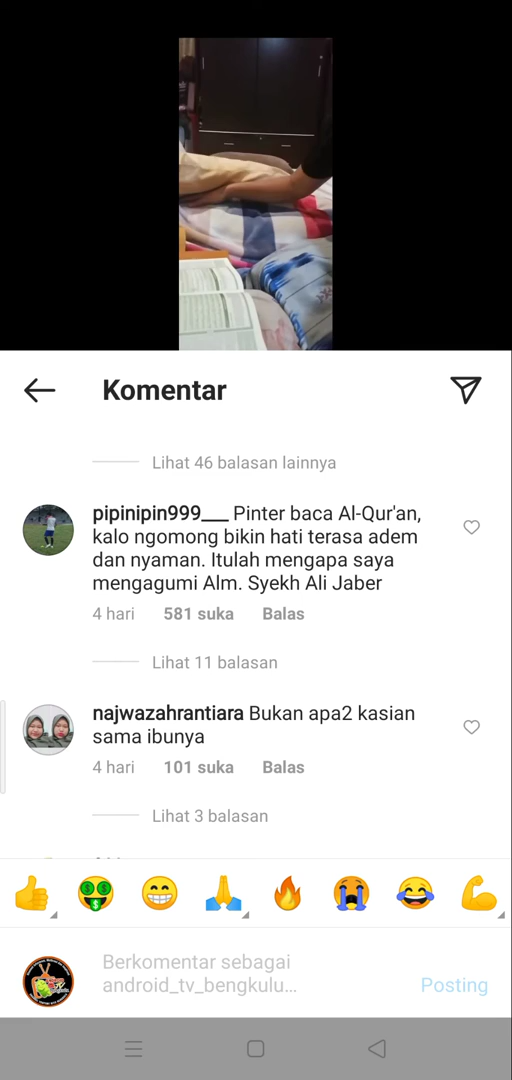 Komentar
Lihat 46 balasan lainnya
pipinipin999___ Pinter baca Al-Qur'an,
kalo ngomong bikin hati terasa adem
dan nyaman. Itulah mengapa saya
mengagumi Alm. Syekh Ali Jaber
4 hari 581 suka Balas
Lihat 11 balasan
najwazahrantiara Bukan apa2 kasian
sama ibunya
4 hari 101 suka Balas
Lihat 3 balasan
Berkomentar sebagai
android_tv_bengkulu...
Posting